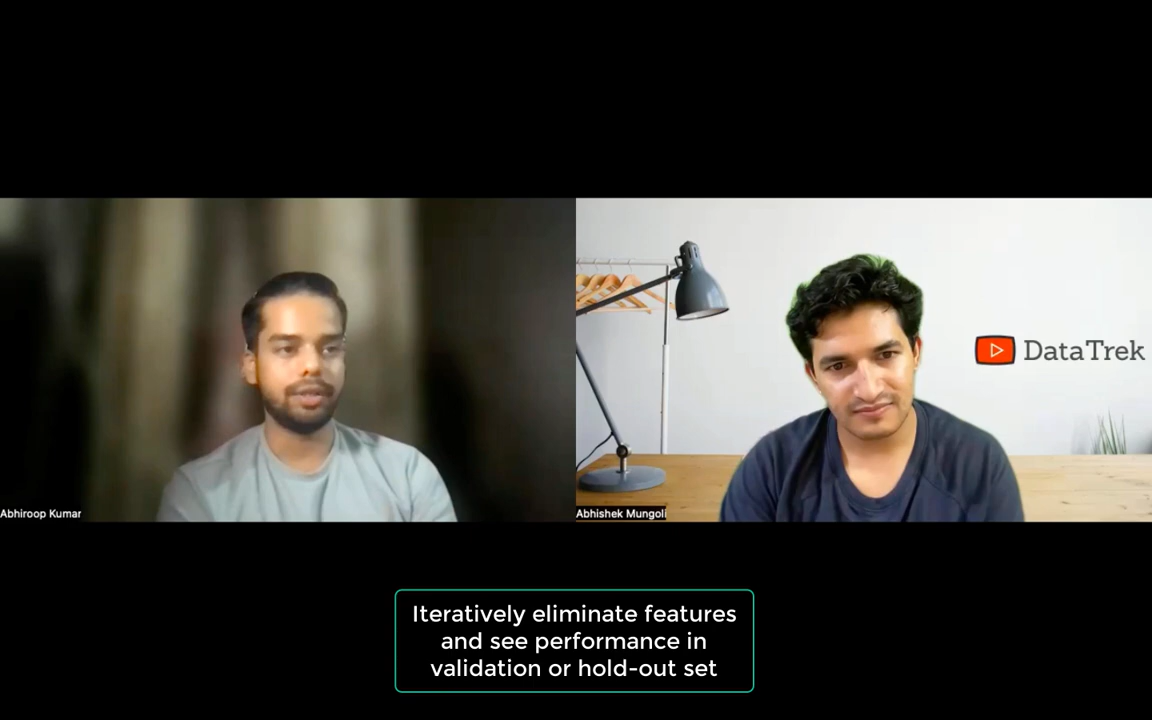 DataTrek
Abhiroop Kumar
Abhishek Mungoli
Iteratively eliminate features
and see performance in
validation or hold-out set